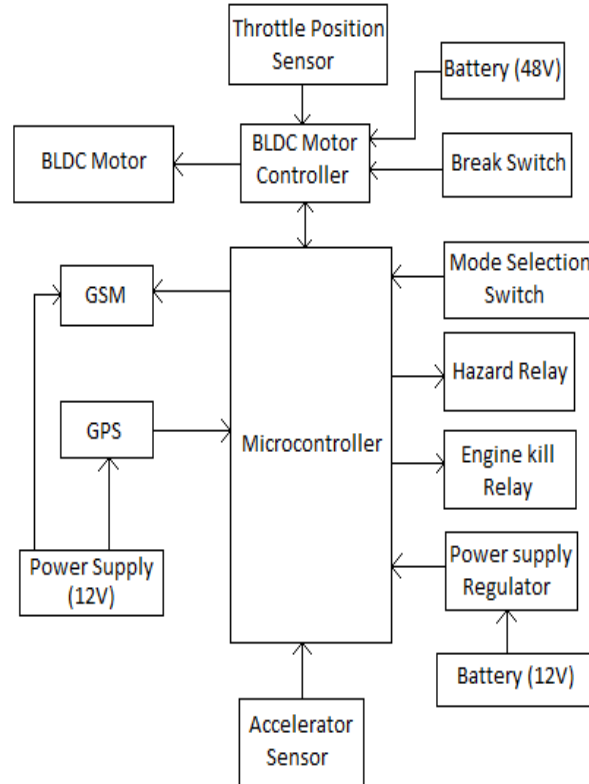 Throttle Position
Sensor
Battery (48V)
BLDC Motor
BLDC Motor
Controller
Break Switch
GSM
Mode Selection
Switch
Hazard Relay
GPS
Microcontroller
Engine kill
Relay
Power Supply
(12V)
Power supply
Regulator
Battery (12V)
Accelerator
Sensor